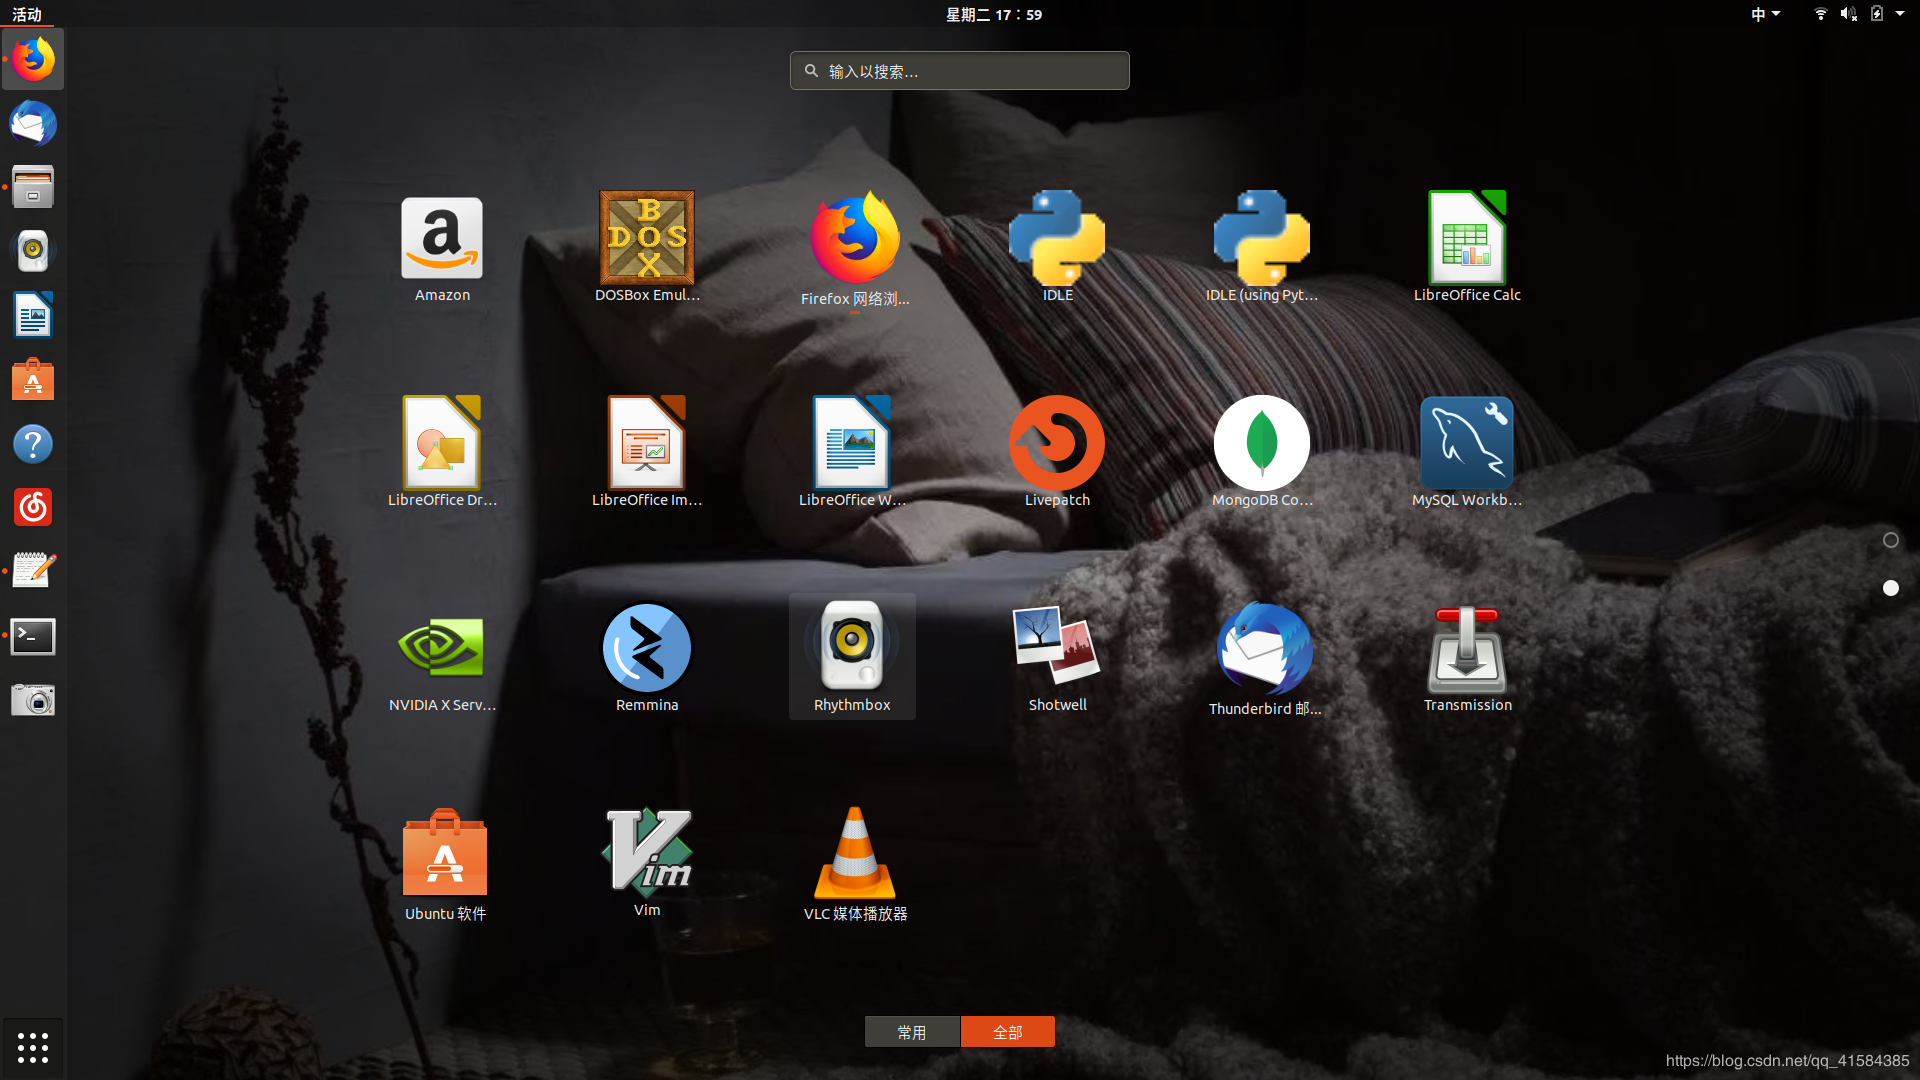 活动
星期二 17：59
中
输入以搜索...
Amazon
DOSBox Emul...
Firefox 网络浏...
IDLE
IDLE (using Pyt...
LibreOffice Calc
LibreOffice Dr...
LibreOffice Im...
LibreOffice W...
Livepatch
MongoDB Co...
MySQL Workb...
NVIDIA X Serv...
Remmina
Rhythmbox
Shotwell
Thunderbird 邮...
Transmission
Ubuntu 软件
Vim
VLC 媒体播放器
常用
全部
https://blog.csdn.net/qq_41584385